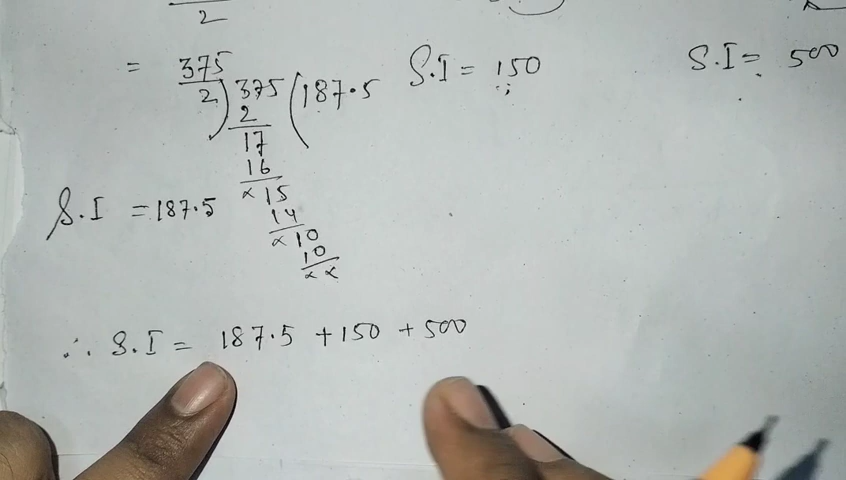 2
= 375
2) 375 (187.5
2
17
16
× 15
14
× 10
10
× ×
S.I = 187.5
S.I = 150
S.I = 500
∴ S.I = 187.5 + 150 + 500